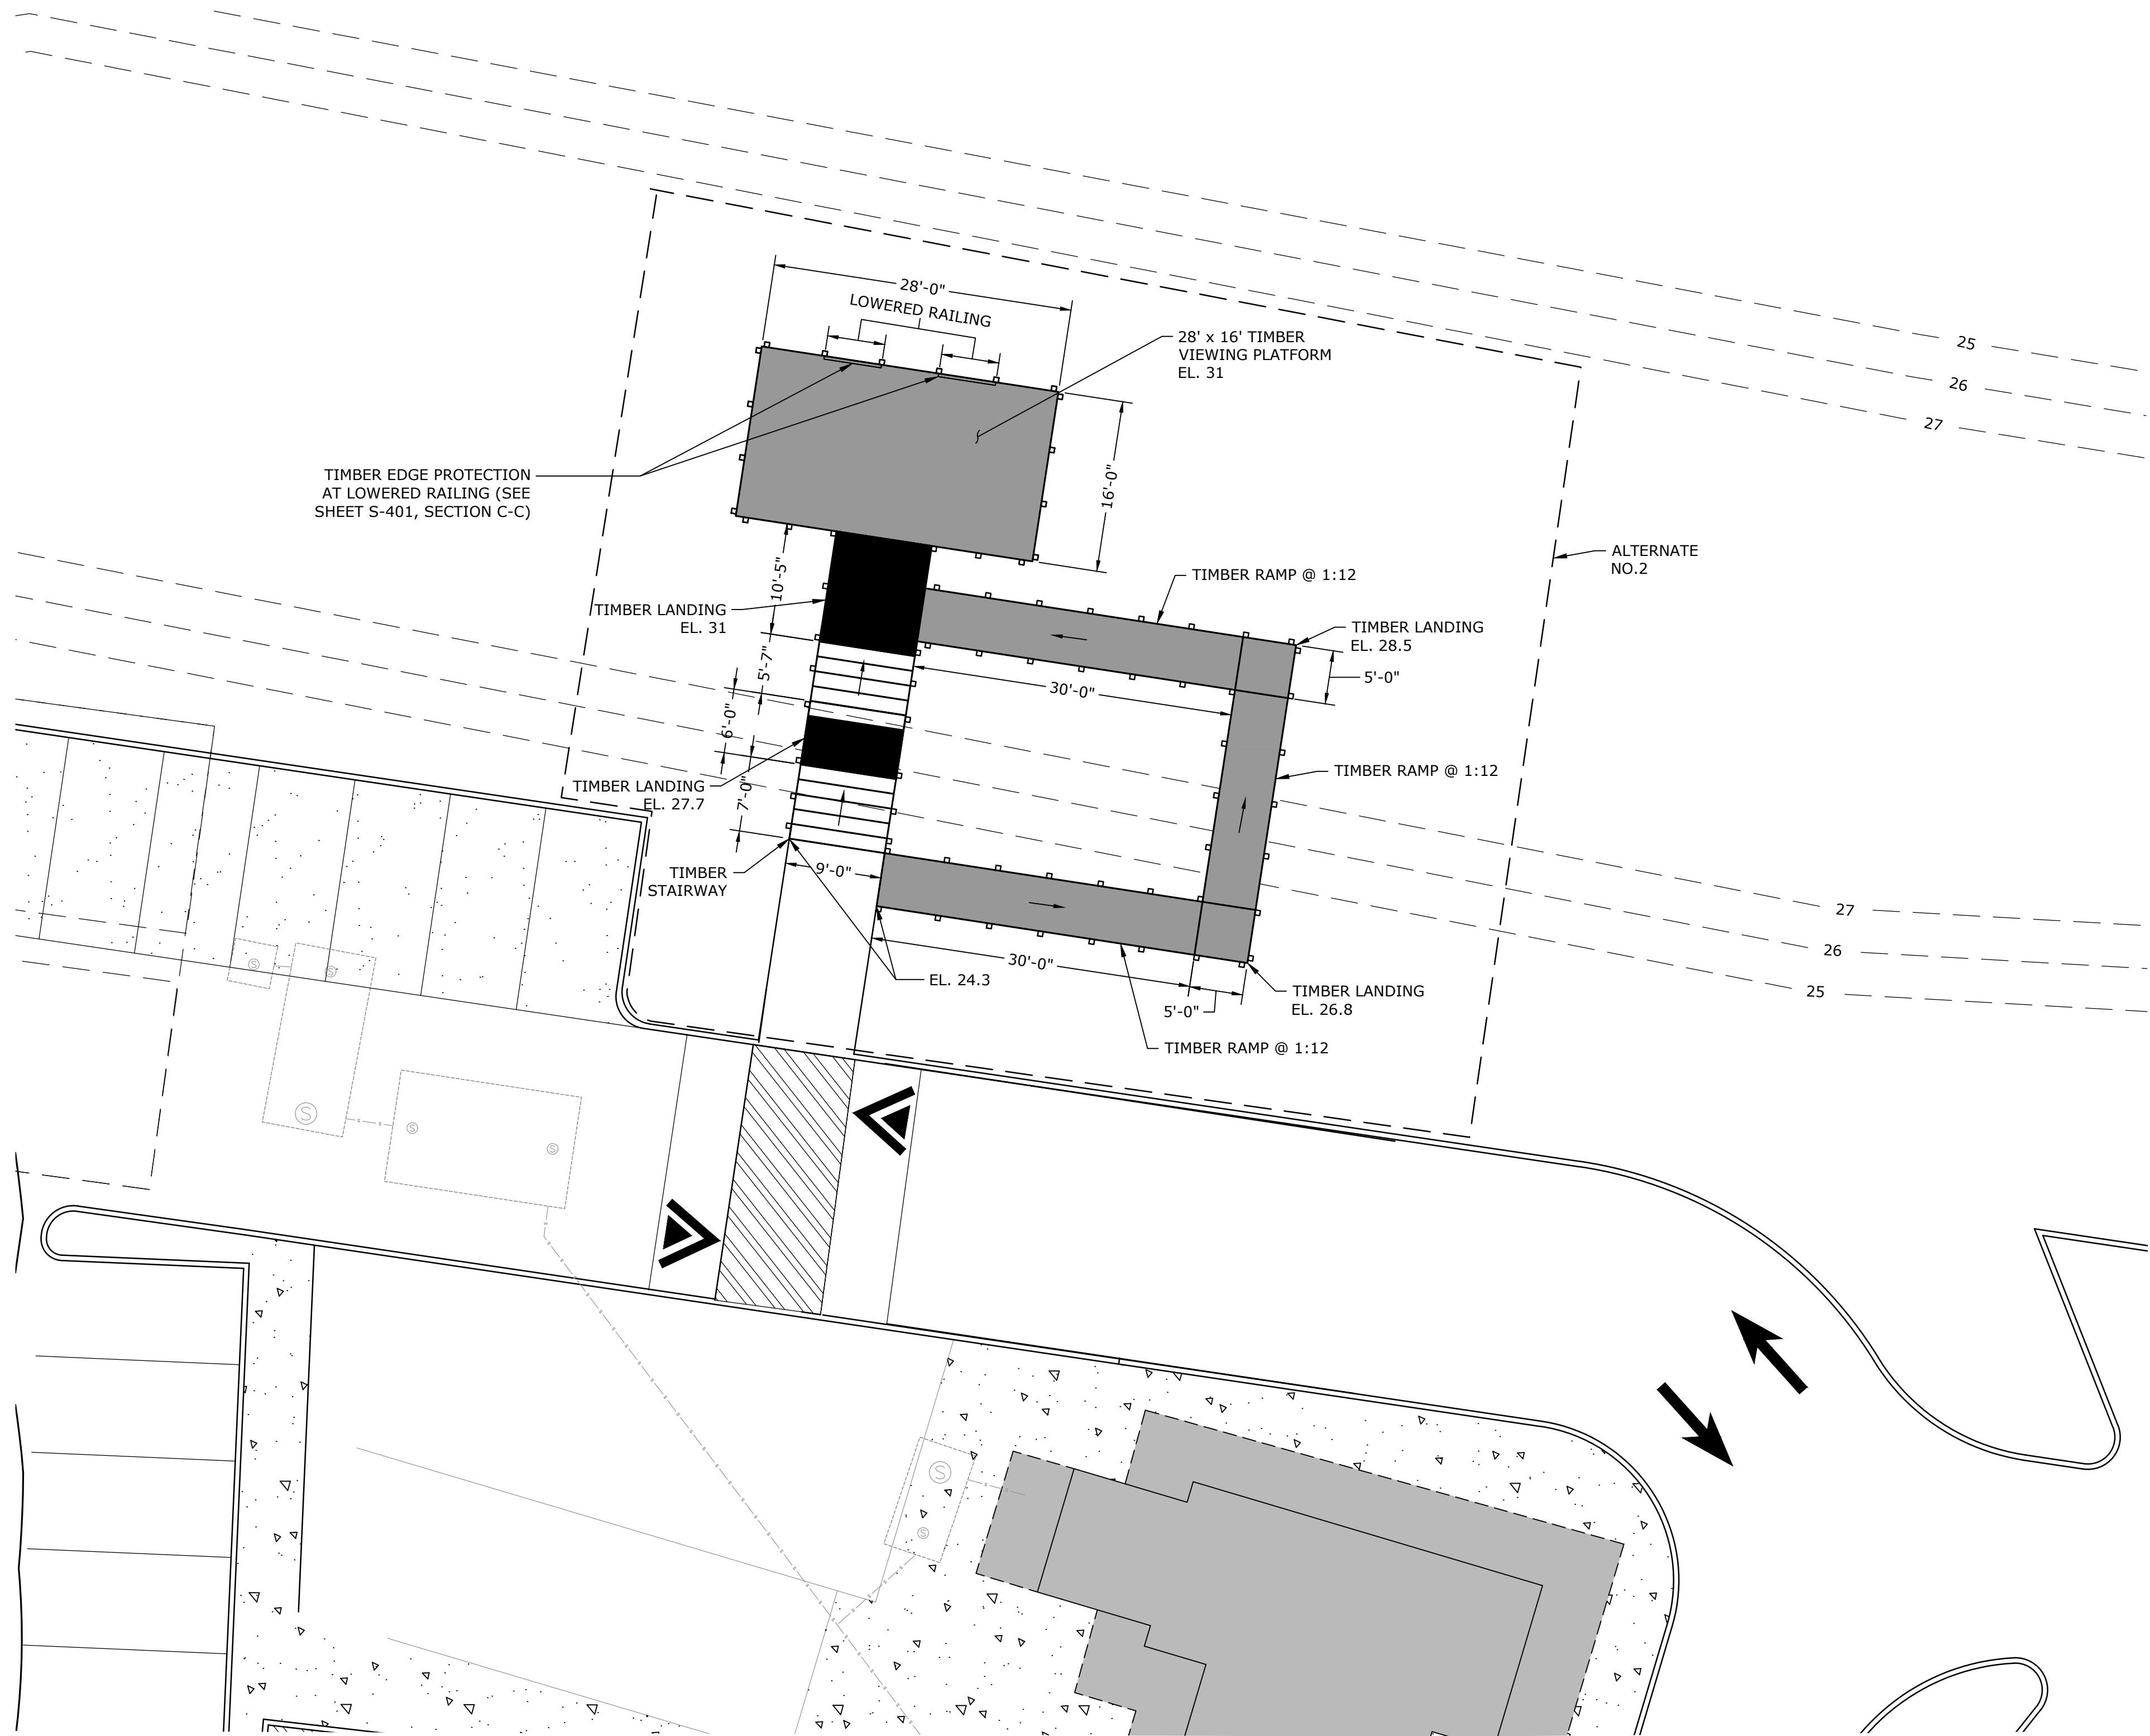 28'-0"
LOWERED RAILING
28' x 16' TIMBER
VIEWING PLATFORM
EL. 31
25
26
27
TIMBER EDGE PROTECTION
AT LOWERED RAILING (SEE
SHEET S-401, SECTION C-C)
16'-0"
ALTERNATE
NO.2
10'-5"
TIMBER RAMP @ 1:12
TIMBER LANDING
EL. 31
TIMBER LANDING
EL. 28.5
5'-7"
5'-0"
30'-0"
6'-0"
TIMBER RAMP @ 1:12
TIMBER LANDING
EL. 27.7
7'-0"
TIMBER
STAIRWAY
9'-0"
27
26
25
30'-0"
EL. 24.3
5'-0"
TIMBER LANDING
EL. 26.8
TIMBER RAMP @ 1:12
S
S
S
S
S
S
S